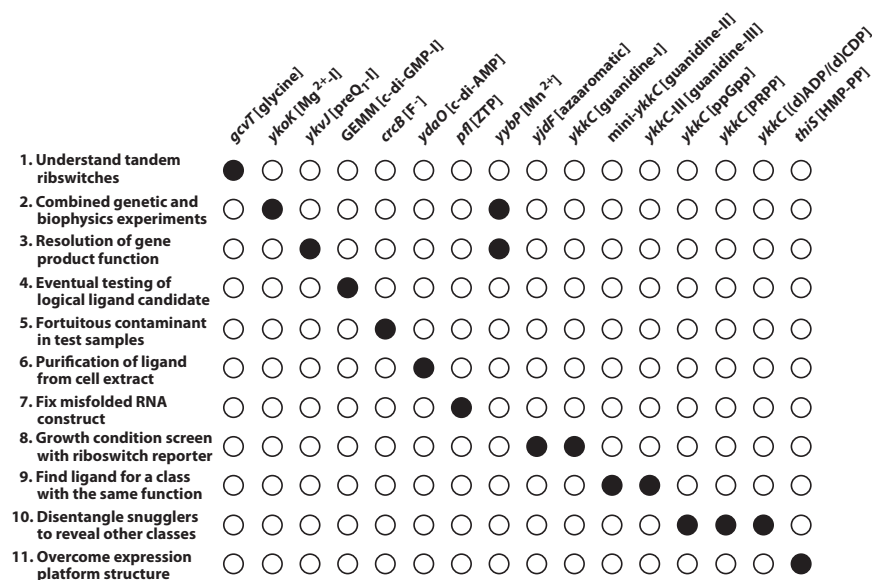 gcvT [glycine]
ykoK [Mg 2+-I]
ykvJ [preQ1-I]
GEMM [c-di-GMP-I]
crcB [F-]
ydaO [c-di-AMP]
pfl [ZTP]
yybP [Mn2+]
yjdF [azaaromatic]
ykkC [guanidine-I]
mini-ykkC [guanidine-II]
ykkC-III [guanidine-III]
ykkC [ppGpp]
ykkC [PRPP]
ykkC [(d)ADP/(d)CDP]
thiS [HMP-PP]
1. Understand tandem
ribswitches
2. Combined genetic and
biophysics experiments
3. Resolution of gene
product function
4. Eventual testing of
logical ligand candidate
5. Fortuitous contaminant
in test samples
6. Purification of ligand
from cell extract
7. Fix misfolded RNA
construct
8. Growth condition screen
with riboswitch reporter
9. Find ligand for a class
with the same function
10. Disentangle snugglers
to reveal other classes
11. Overcome expression
platform structure